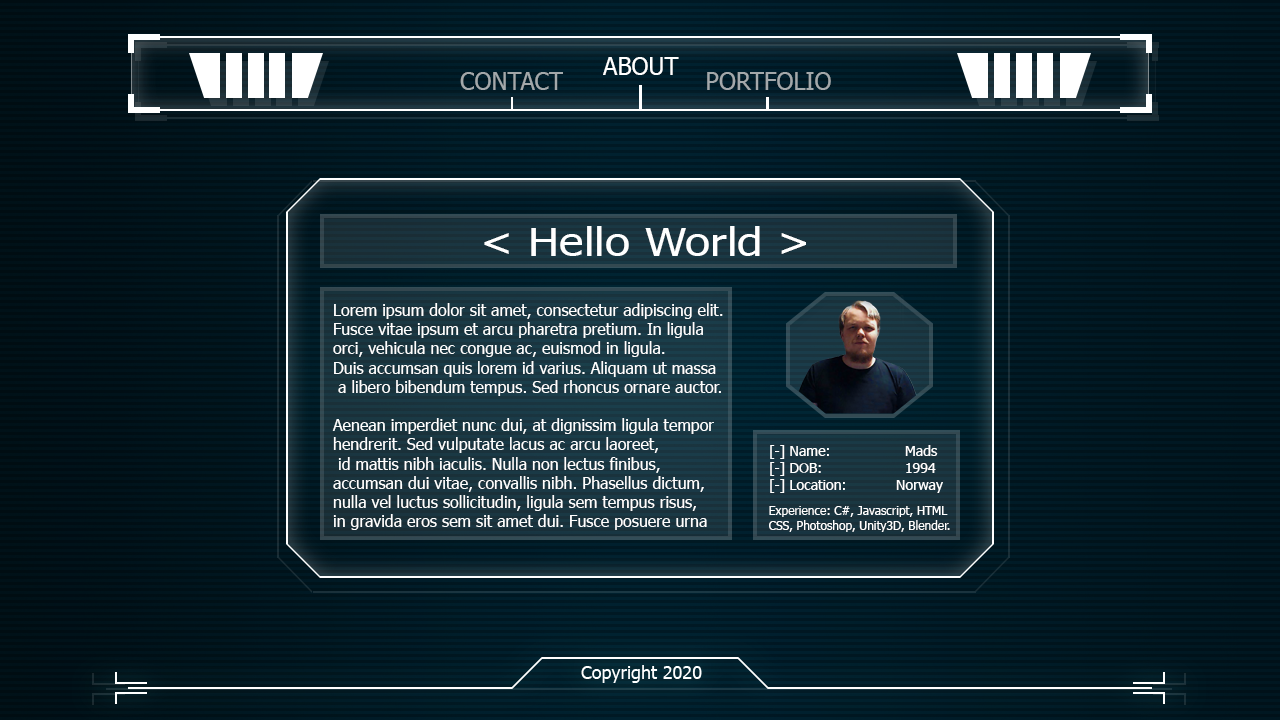 CONTACT ABOUT PORTFOLIO
< Hello World >
Lorem ipsum dolor sit amet, consectetur adipiscing elit.
Fusce vitae ipsum et arcu pharetra pretium. In ligula
orci, vehicula nec congue ac, euismod in ligula.
Duis accumsan quis lorem id varius. Aliquam ut massa
a libero bibendum tempus. Sed rhoncus ornare auctor.
Aenean imperdiet nunc dui, at dignissim ligula tempor
hendrerit. Sed vulputate lacus ac arcu laoreet,
id mattis nibh iaculis. Nulla non lectus finibus,
accumsan dui vitae, convallis nibh. Phasellus dictum,
nulla vel luctus sollicitudin, ligula sem tempus risus,
in gravida eros sem sit amet dui. Fusce posuere urna
[-] Name: Mads
[-] DOB: 1994
[-] Location: Norway
Experience: C#, Javascript, HTML
CSS, Photoshop, Unity3D, Blender.
Copyright 2020